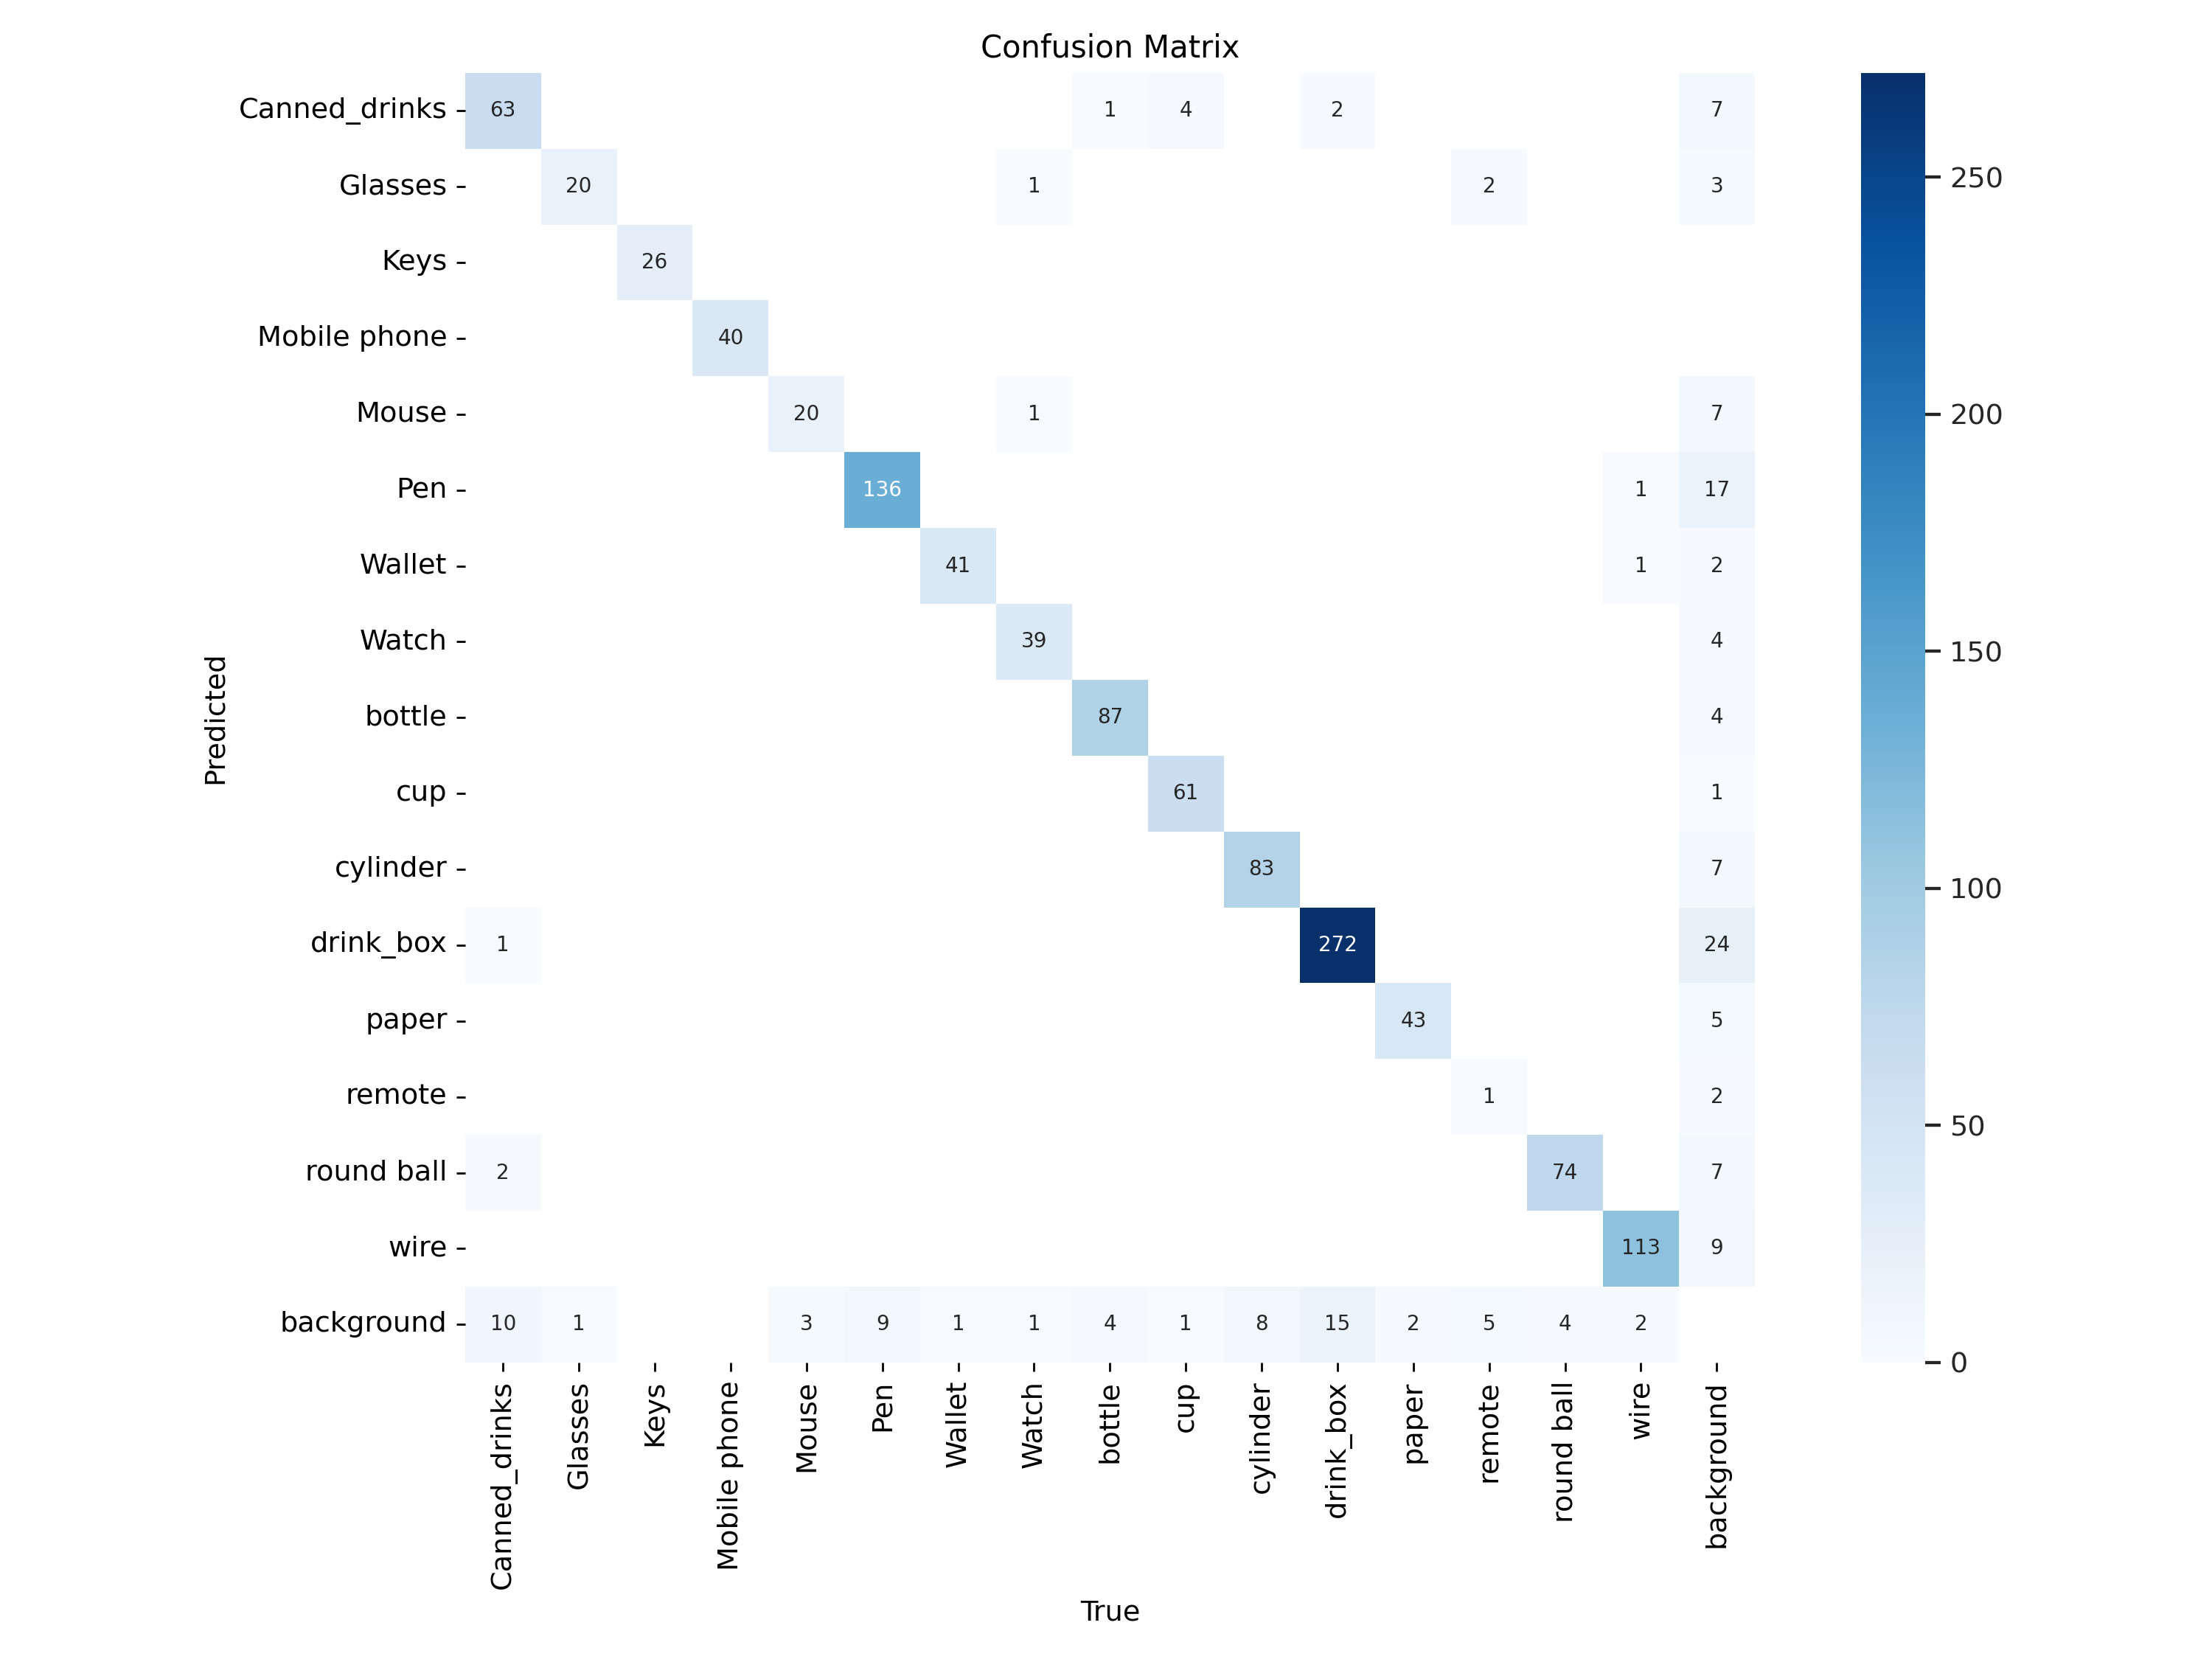 Confusion Matrix
Canned_drinks 63 1 4 2 7
Glasses 20 1 2 3
Keys 26
Mobile phone 40
Mouse 20 1 7
Pen 136 1 17
Wallet 41 1 2
Watch 39 4
bottle 87 4
cup 61 1
cylinder 83 7
drink_box 1 272 24
paper 43 5
remote 1 2
round ball 2 74 7
wire 113 9
background 10 1 3 9 1 1 4 1 8 15 2 5 4 2
Predicted
Canned_drinks
Glasses
Keys
Mobile phone
Mouse
Pen
Wallet
Watch
bottle
cup
cylinder
drink_box
paper
remote
round ball
wire
background
True
250
200
150
100
50
0